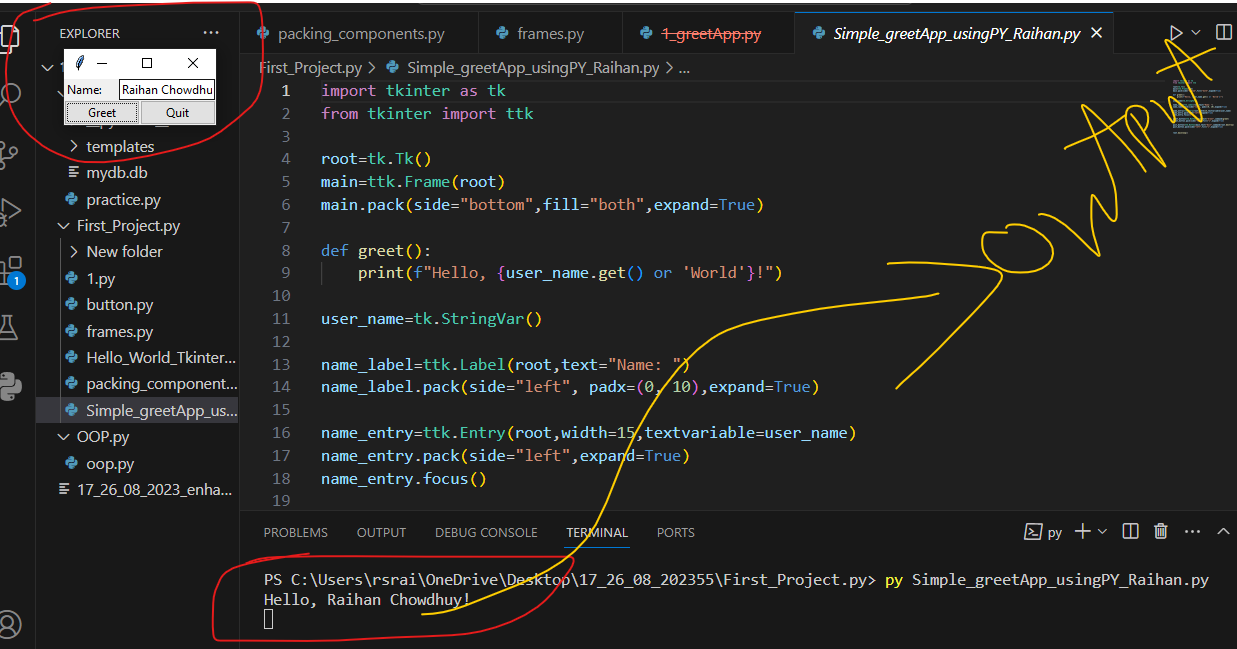 EXPLORER
Name: Raihan Chowdhu
Greet Quit
templates
mydb.db
practice.py
First_Project.py
New folder
1.py
button.py
frames.py
Hello_World_Tkinter...
packing_component...
Simple_greetApp_us...
OOP.py
oop.py
17_26_08_2023_enha...
1
packing_components.py frames.py 1-greetApp.py Simple_greetApp_usingPY_Raihan.py
First_Project.py > Simple_greetApp_usingPY_Raihan.py > ...
1 import tkinter as tk
2 from tkinter import ttk
3
4 root=tk.Tk()
5 main=ttk.Frame(root)
6 main.pack(side="bottom",fill="both",expand=True)
7
8 def greet():
9 print(f"Hello, {user_name.get() or 'World'}!")
10
11 user_name=tk.StringVar()
12
13 name_label=ttk.Label(root,text="Name: ")
14 name_label.pack(side="left", padx=(0, 10),expand=True)
15
16 name_entry=ttk.Entry(root,width=15,textvariable=user_name)
17 name_entry.pack(side="left",expand=True)
18 name_entry.focus()
19
PROBLEMS OUTPUT DEBUG CONSOLE TERMINAL PORTS
py
PS C:\Users\rsrai\OneDrive\Desktop\17_26_08_202355\First_Project.py> py Simple_greetApp_usingPY_Raihan.py
Hello, Raihan Chowdhuy!